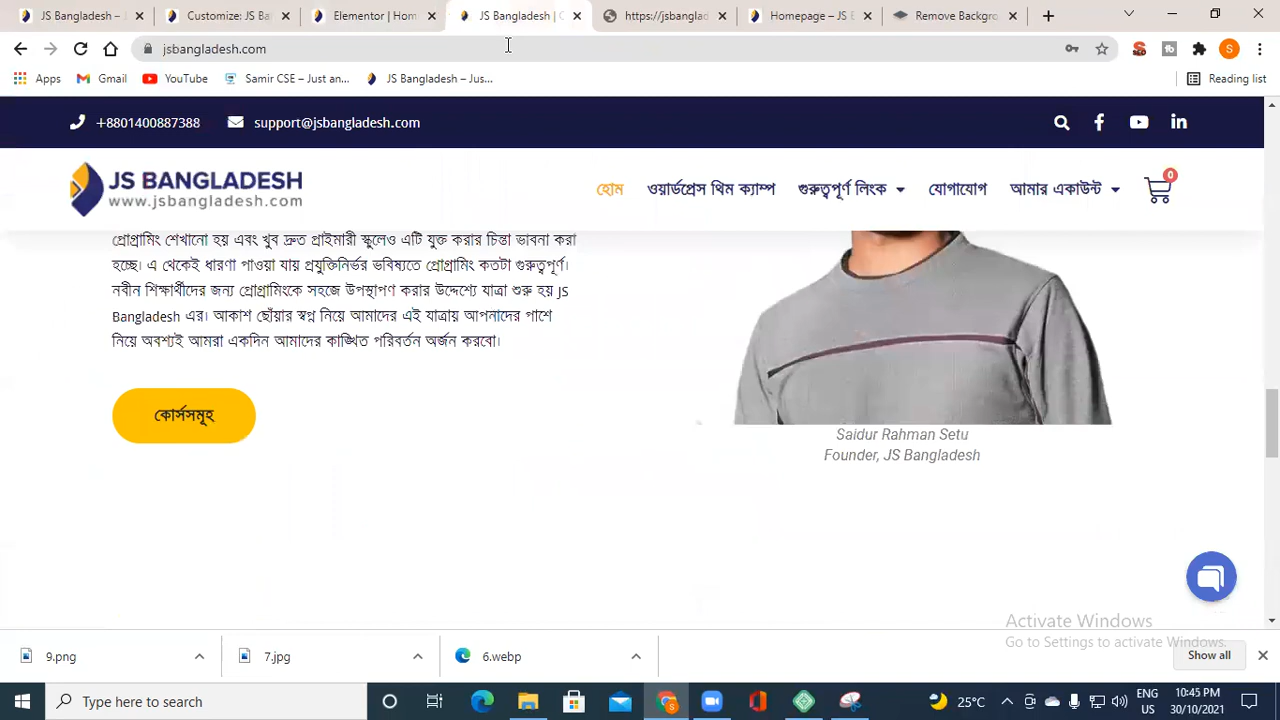 JS Bangladesh –
Customize: JS Ban
Elementor | Hom
JS Bangladesh | C
https://jsbanglad
Homepage – JS B
Remove Backgro
jsbangladesh.com
S
Apps
Gmail
YouTube
Samir CSE – Just an...
JS Bangladesh – Jus...
Reading list
+8801400887388
support@jsbangladesh.com
JS BANGLADESH
www.jsbangladesh.com
হোম
ওয়ার্ডপ্রেস থিম ক্যাম্প
গুরুত্বপূর্ণ লিংক
যোগাযোগ
আমার একাউন্ট
0
প্রোগ্রামিং শেখানো হয় এবং খুব দ্রুত প্রাইমারী স্কুলেও এটি যুক্ত করার চিন্তা ভাবনা করা
হচ্ছে। এ থেকেই ধারণা পাওয়া যায় প্রযুক্তিনির্ভর ভবিষ্যতে প্রোগ্রামিং কতটা গুরুত্বপূর্ণ।
নবীন শিক্ষার্থীদের জন্য প্রোগ্রামিংকে সহজে উপস্থাপণ করার উদ্দেশ্যে যাত্রা শুরু হয় JS
Bangladesh এর। আকাশ ছোঁয়ার স্বপ্ন নিয়ে আমাদের এই যাত্রায় আপনাদের পাশে
নিয়ে অবশ্যই আমরা একদিন আমাদের কাঙ্খিত পরিবর্তন অর্জন করবো।
কোর্সসমূহ
Saidur Rahman Setu
Founder, JS Bangladesh
Activate Windows
Go to Settings to activate Windows.
9.png
7.jpg
6.webp
Show all
Type here to search
25°C
ENG
US
10:45 PM
30/10/2021